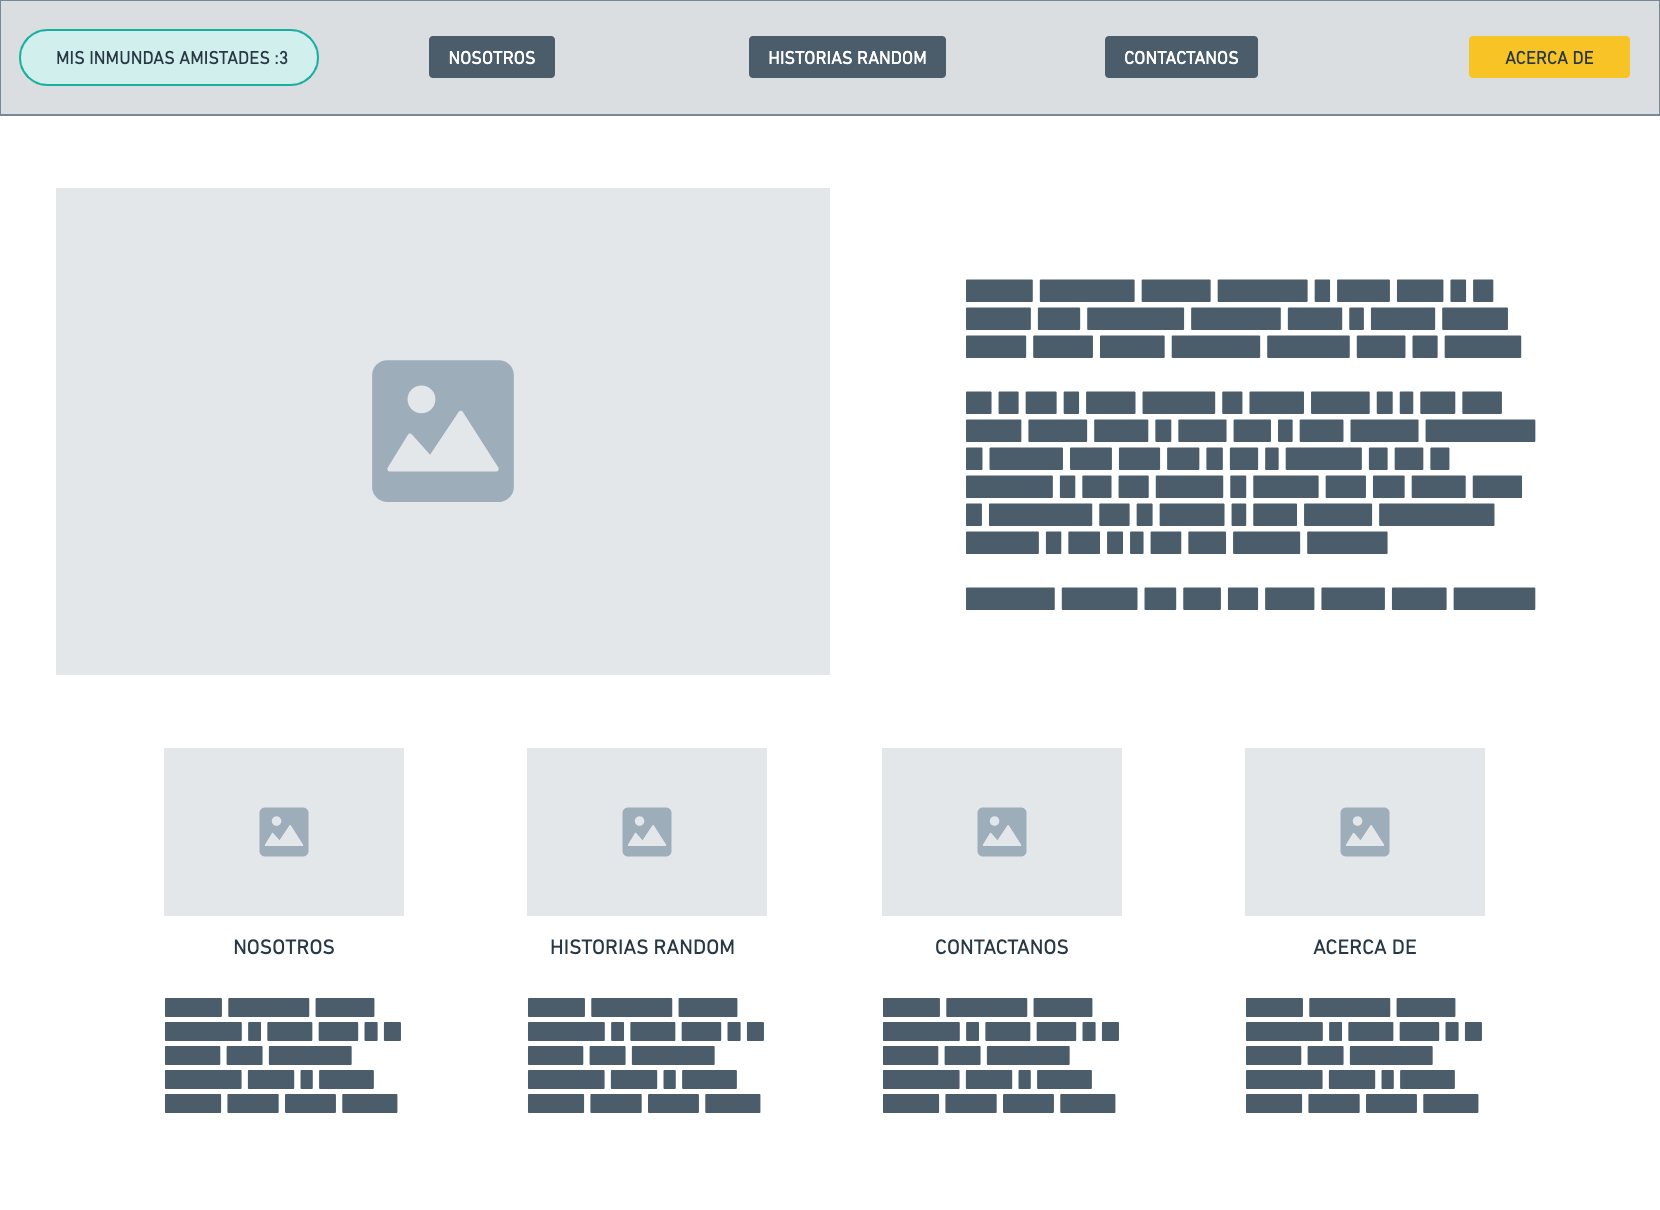 MIS INMUNDAS AMISTADES :3
NOSOTROS
HISTORIAS RANDOM
CONTACTANOS
ACERCA DE
NOSOTROS
HISTORIAS RANDOM
CONTACTANOS
ACERCA DE